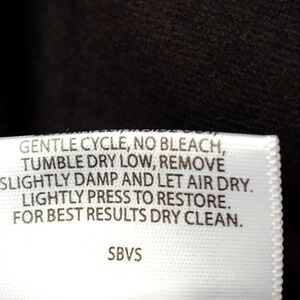 GENTLE CYCLE, NO BLEACH,
TUMBLE DRY LOW, REMOVE
SLIGHTLY DAMP AND LET AIR DRY.
LIGHTLY PRESS TO RESTORE.
FOR BEST RESULTS DRY CLEAN.
SBVS